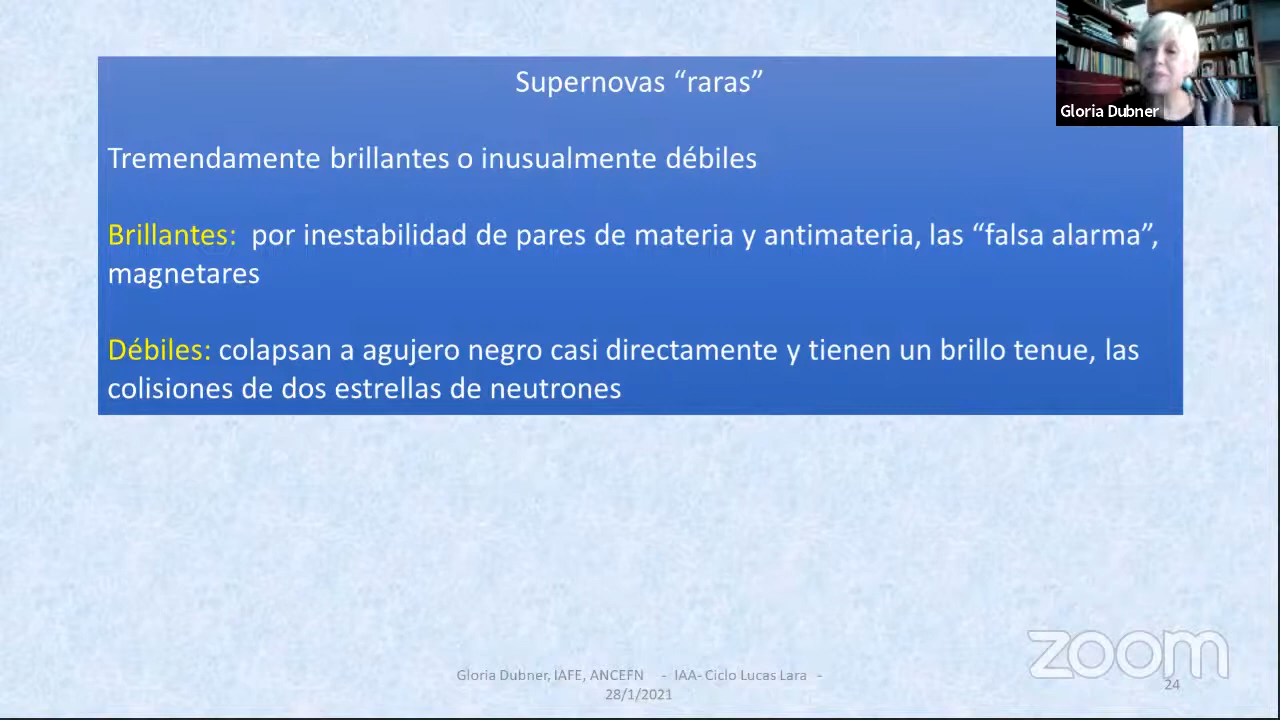 Supernovas “raras”
Gloria Dubner
Tremendamente brillantes o inusualmente débiles
Brillantes: por inestabilidad de pares de materia y antimateria, las “falsa alarma”,
magnetares
Débiles: colapsan a agujero negro casi directamente y tienen un brillo tenue, las
colisiones de dos estrellas de neutrones
zoom
Gloria Dubner, IAFE, ANCEFN - IAA- Ciclo Lucas Lara -
28/1/2021
24